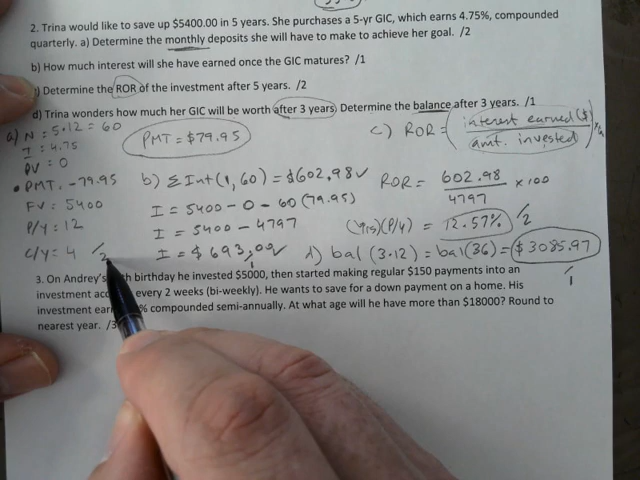 2. Trina would like to save up $5400.00 in 5 years. She purchases a 5-yr GIC, which earns 4.75%, compounded
quarterly. a) Determine the monthly deposits she will have to make to achieve her goal. /2
b) How much interest will she have earned once the GIC matures? /1
) Determine the ROR of the investment after 5 years. /2
d) Trina wonders how much her GIC will be worth after 3 years. Determine the balance after 3 years. /1
a) N: 5.12 = 60
I = 4.75
PV = 0
• PMT = -79.95
FV = 5400
P/Y = 12
C/Y = 4 /2
PMT = $79.95
b) ΣInt(1,60) = $602.98 ✓
I = 5400 - 0 - 60(79.95)
I = 5400 - 4797
I = $ 603.00 ✓
c) ROR = (interest earned ($) / amt. invested)
ROR = 602.98 / 4797 × 100
(yrs)(P/Y) = 12.57% /2
d) bal (3.12) = bal(36) = $3085.97
/1
3. On Andrey's birthday he invested $5000, then started making regular $150 payments into an
investment every 2 weeks (bi-weekly). He wants to save for a down payment on a home. His
investment % compounded semi-annually. At what age will he have more than $18000? Round to
nearest year. /3